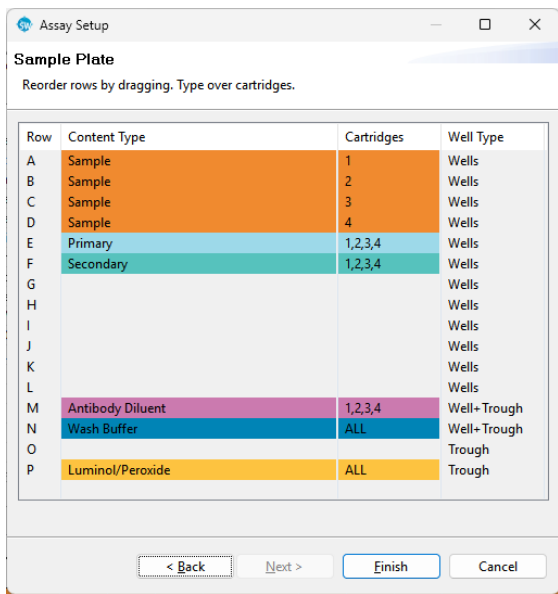 SW Assay Setup
Sample Plate
Reorder rows by dragging. Type over cartridges.
Row Content Type Cartridges Well Type
A Sample 1 Wells
B Sample 2 Wells
C Sample 3 Wells
D Sample 4 Wells
E Primary 1,2,3,4 Wells
F Secondary 1,2,3,4 Wells
G Wells
H Wells
I Wells
J Wells
K Wells
L Wells
M Antibody Diluent 1,2,3,4 Well+Trough
N Wash Buffer ALL Well+Trough
O Trough
P Luminol/Peroxide ALL Trough
< Back Next > Finish Cancel